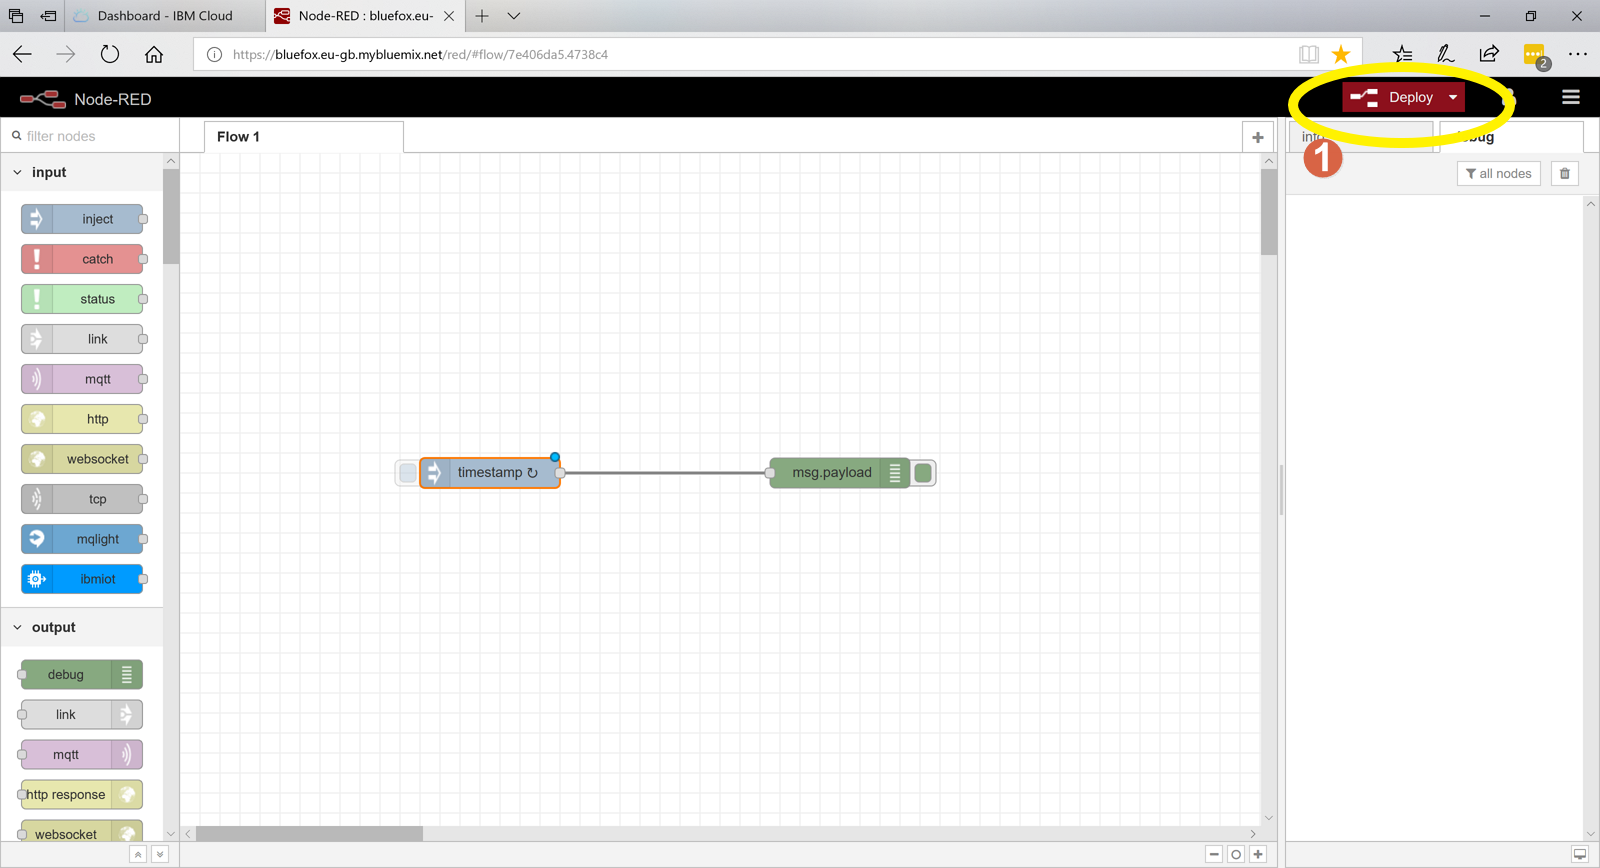 Dashboard - IBM Cloud
Node-RED : bluefox.eu-
https://bluefox.eu-gb.mybluemix.net/red/#flow/7e406da5.4738c4
2
Node-RED
Deploy
filter nodes
Flow 1
info
debug
1
all nodes
input
inject
catch
status
link
mqtt
http
websocket
tcp
mqlight
ibmiot
timestamp ↻
msg.payload
output
debug
link
mqtt
http response
websocket